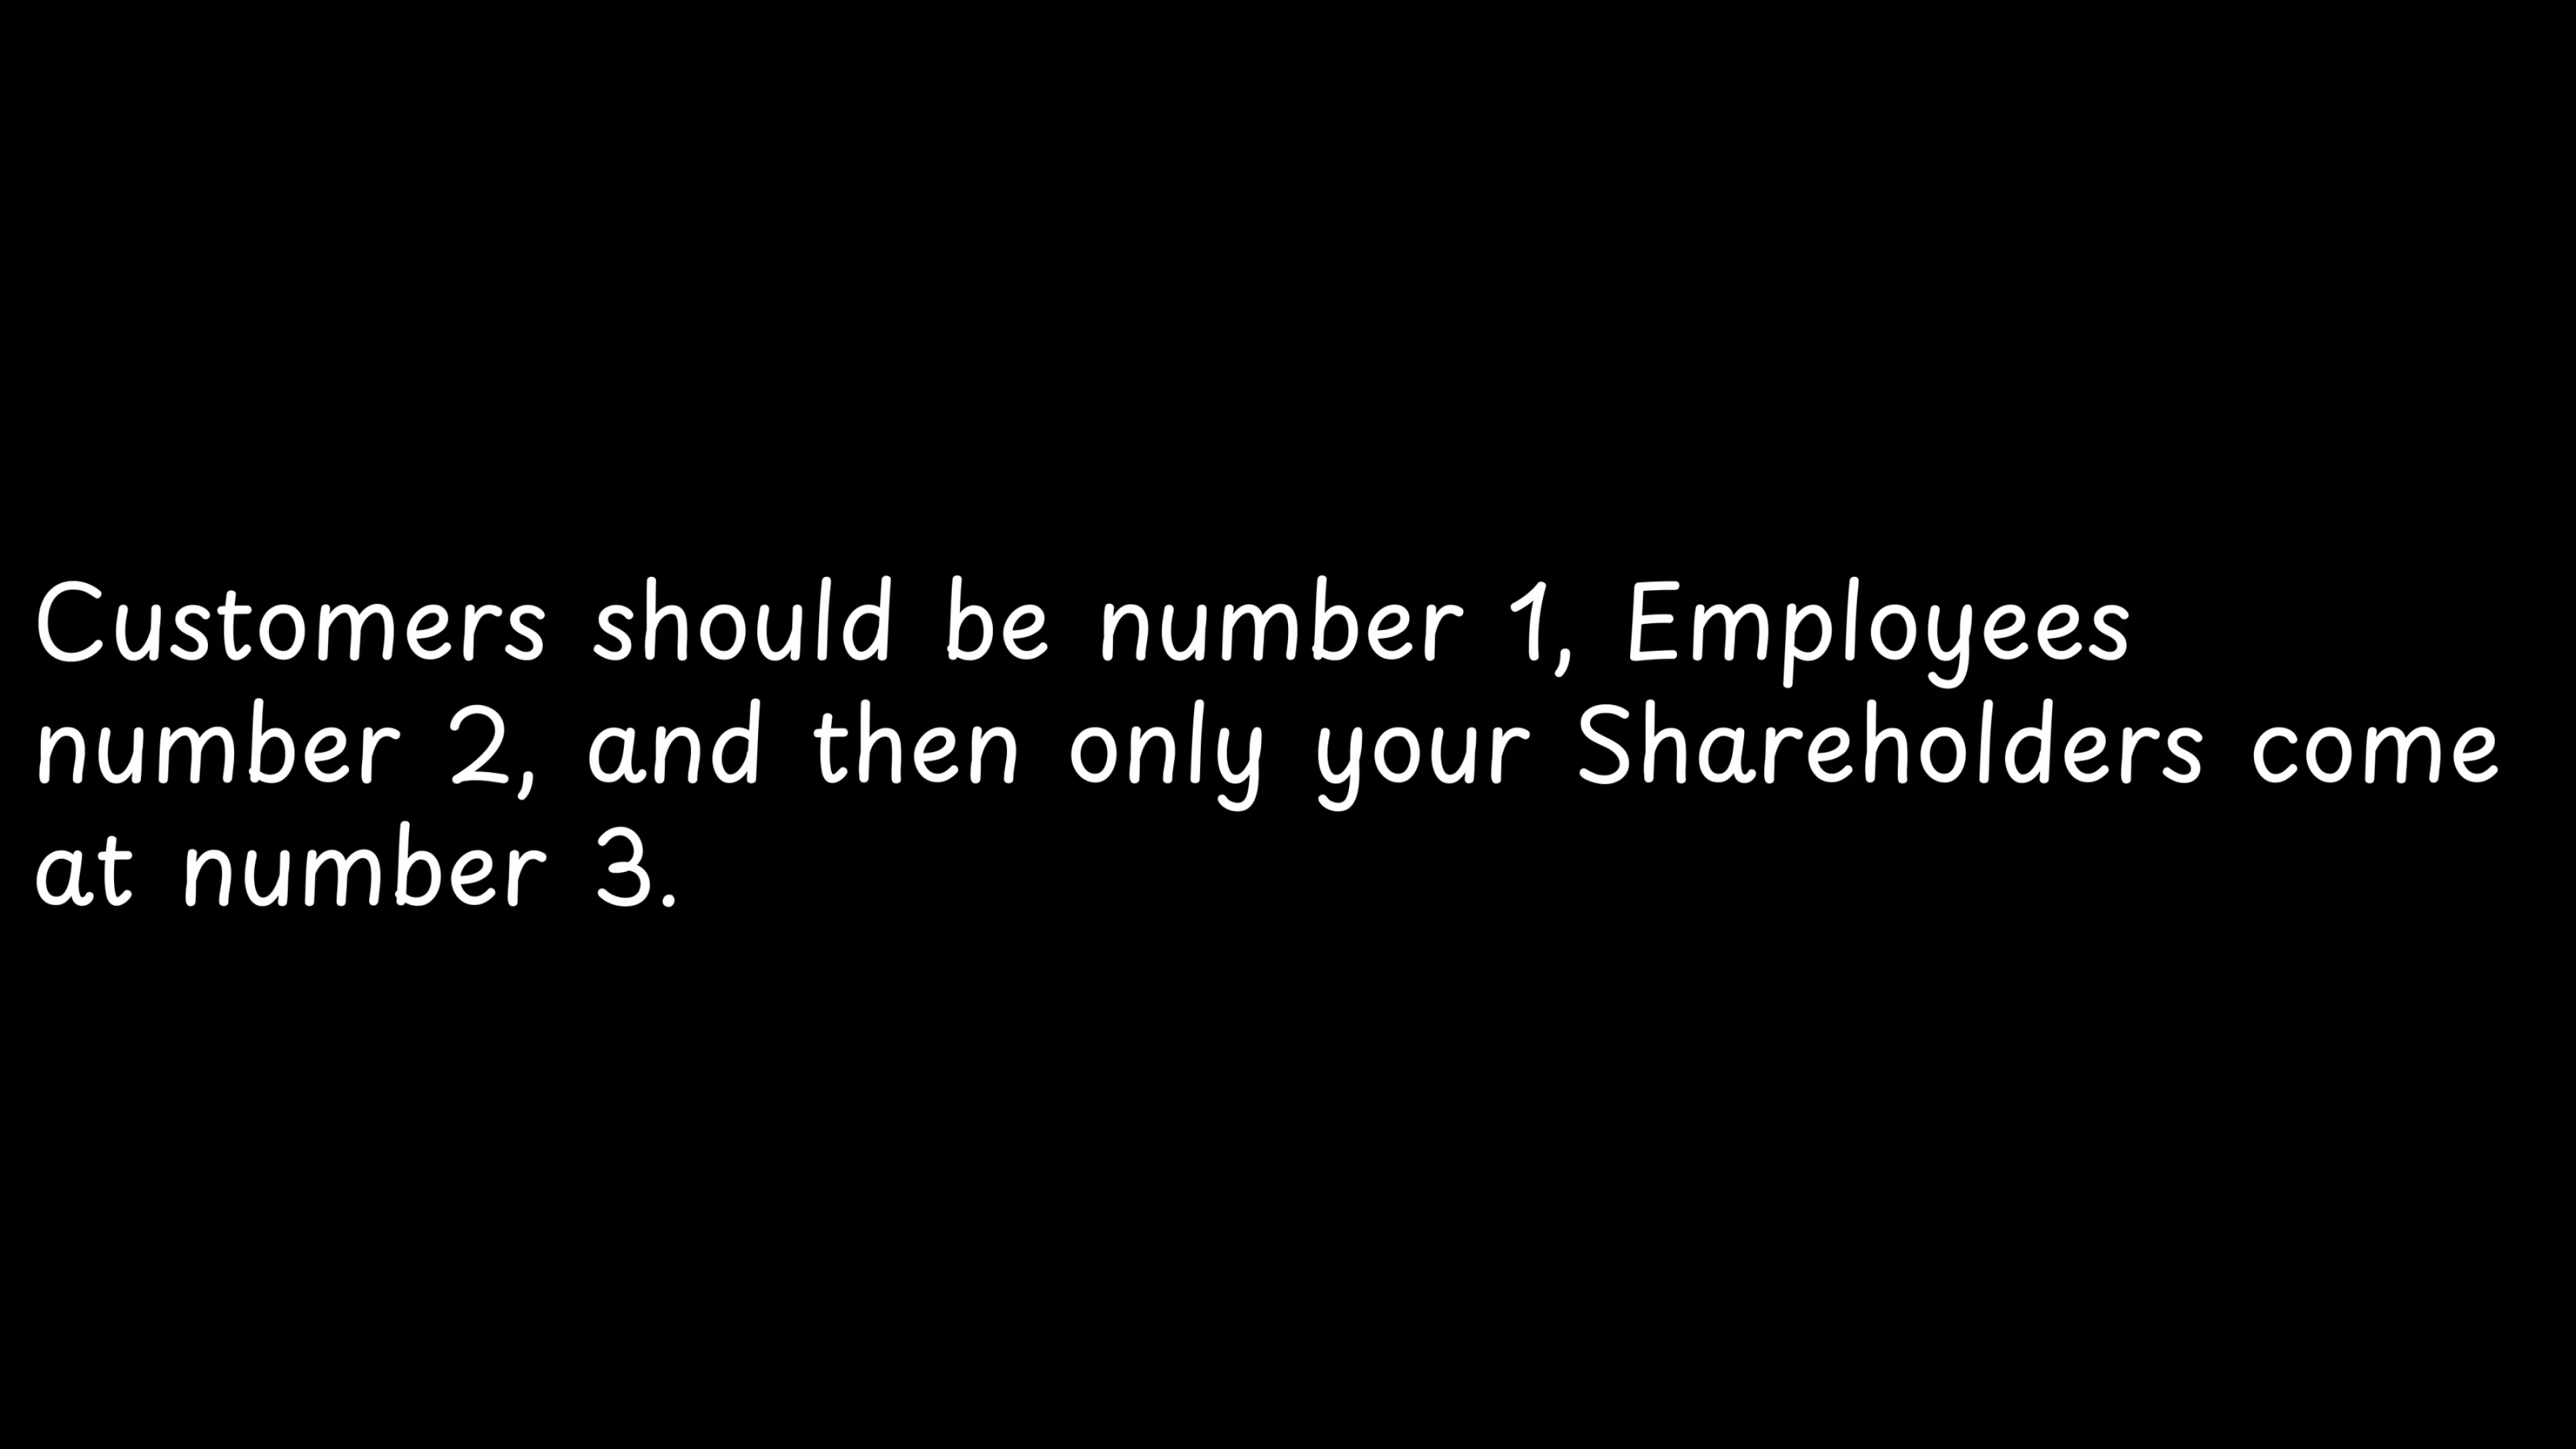 Customers should be number 1, Employees
number 2, and then only your Shareholders come
at number 3.